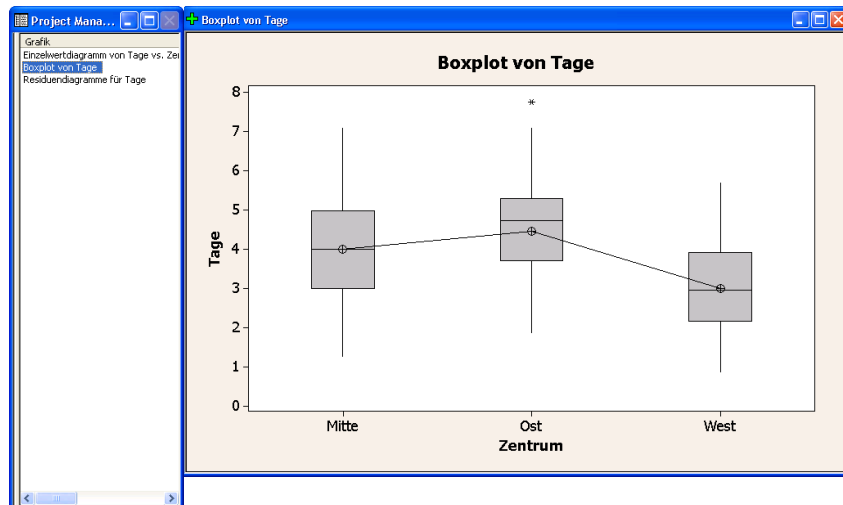 Project Mana...
Grafik
Einzelwertdiagramm von Tage vs. Zer
Boxplot von Tage
Residuendiagramme für Tage
Boxplot von Tage
Boxplot von Tage
8
7
6
5
4
3
2
1
0
Tage
Mitte Ost West
Zentrum